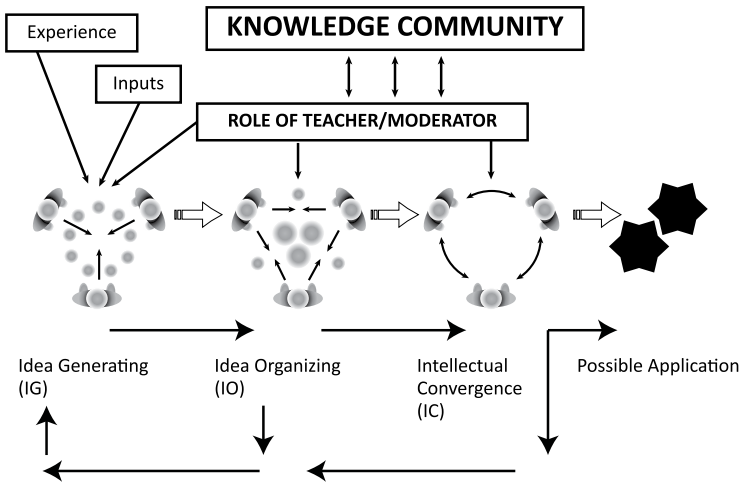 KNOWLEDGE COMMUNITY
Experience
Inputs
ROLE OF TEACHER/MODERATOR
Idea Generating
(IG)
Idea Organizing
(IO)
Intellectual
Convergence
(IC)
Possible Application